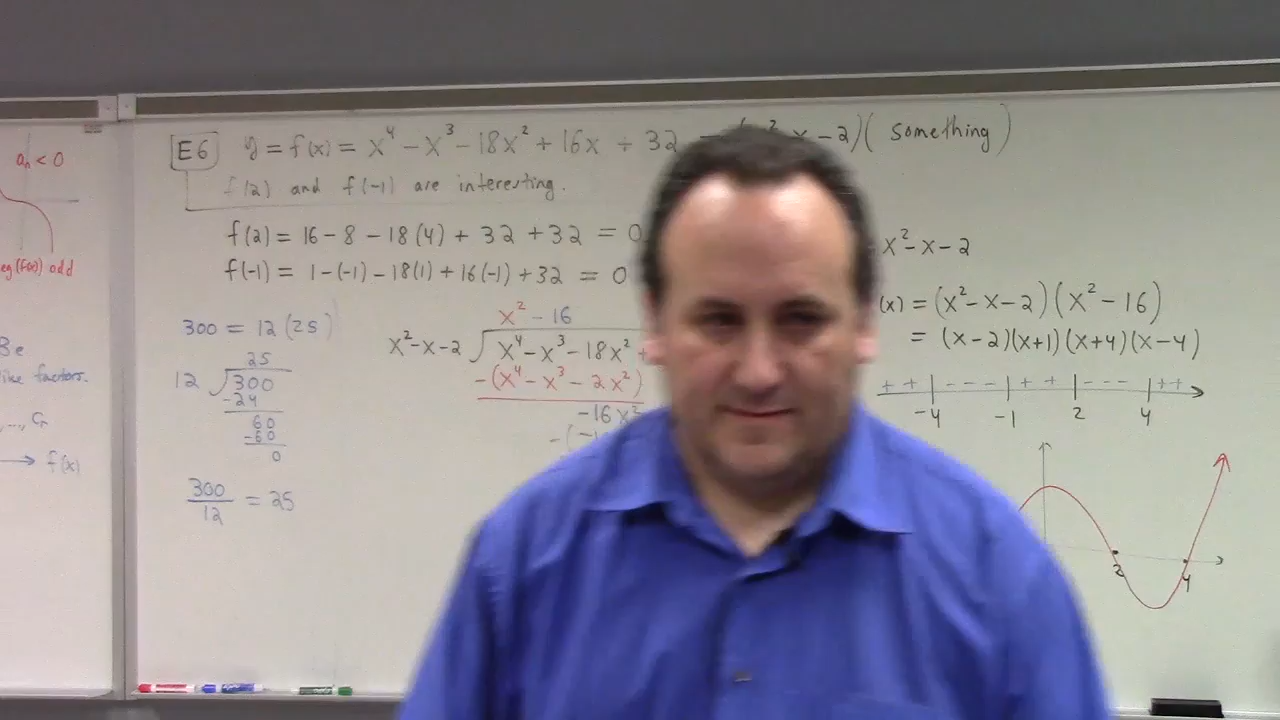 aₙ < 0
eg(f(x)) odd
Be
like factors.
..., Cᵣ
→ f(x)
E6 y = f(x) = x⁴ - x³ - 18x² + 16x + 32 x - 2)( something )
f(2) and f(-1) are interesting.
f(2) = 16 - 8 - 18(4) + 32 + 32 = 0
f(-1) = 1 - (-1) - 18(1) + 16(-1) + 32 = 0
300 = 12(25)
25
12 300
-24
60
-60
0
300/12 = 25
x² - 16
x² - x - 2 x⁴ - x³ - 18x² +
-(x⁴ - x³ - 2x²)
-16x²
x² - x - 2
(x) = (x² - x - 2)(x² - 16)
= (x - 2)(x + 1)(x + 4)(x - 4)
+ + - - - + + - - - + +
-4 -1 2 4
2 4